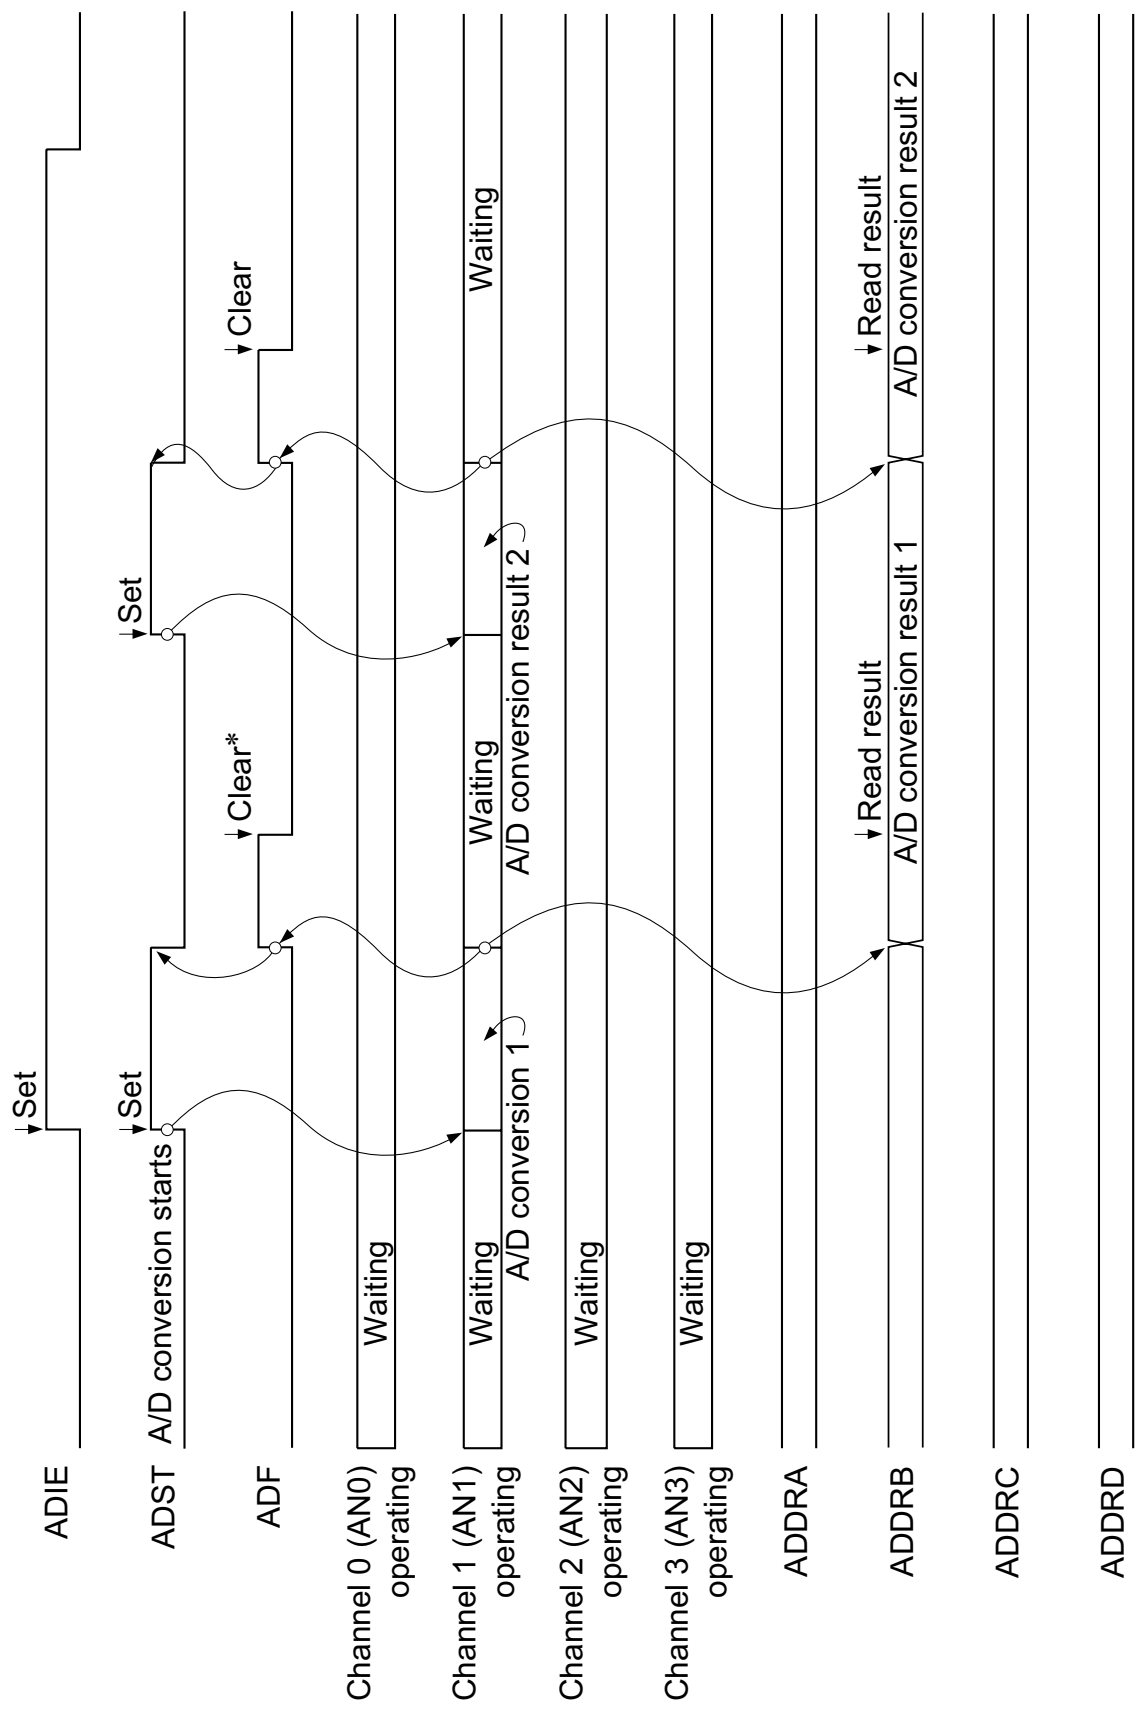 ADIE
Set
ADST
A/D conversion starts
Set
Set
ADF
Clear*
Clear
Channel 0 (AN0)
operating
Waiting
Channel 1 (AN1)
operating
Waiting
A/D conversion 1
Waiting
A/D conversion result 2
Waiting
Channel 2 (AN2)
operating
Waiting
Channel 3 (AN3)
operating
Waiting
ADDRA
ADDRB
Read result
A/D conversion result 1
Read result
A/D conversion result 2
ADDRC
ADDRD